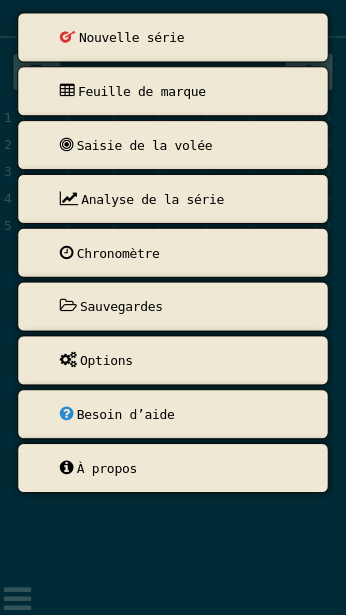 Nouvelle série
Feuille de marque
1
Saisie de la volée
2
3
Analyse de la série
4
5
Chronomètre
Sauvegardes
Options
Besoin d’aide
À propos